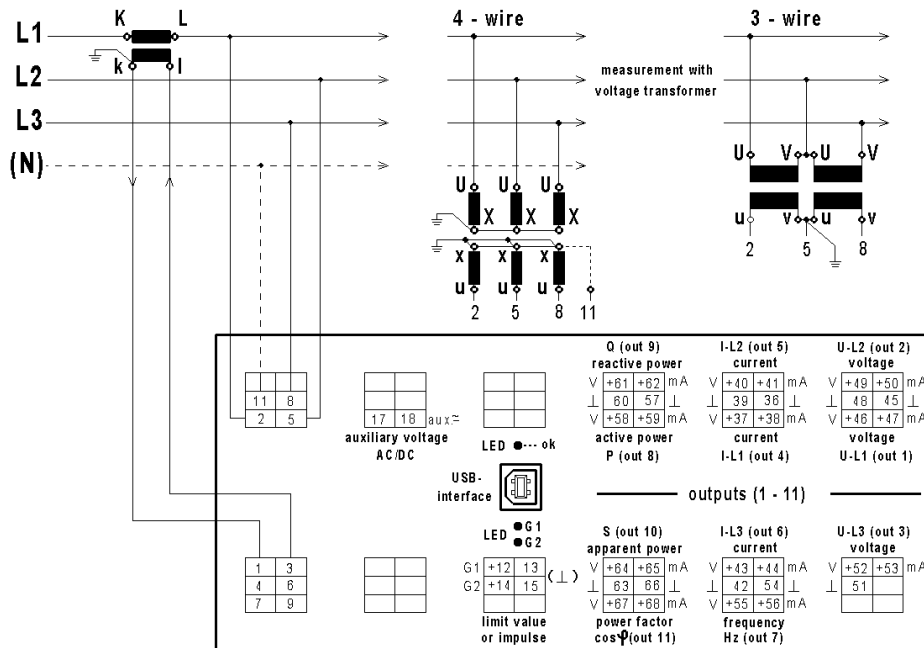 K L 4 - wire 3 - wire
L1
k l
L2 measurement with
voltage transformer
L3
(N)
U U U
X X X
x x x
u u u
2 5 8 11
U V U V
u v u v
2 5 8
Q (out 9) I-L2 (out 5) U-L2 (out 2)
reactive power current voltage
V +61 +62 mA V +40 +41 mA V +49 +50 mA
⊥ 60 57 ⊥ 39 36 ⊥ ⊥ 48 45 ⊥
V +58 +59 mA V +37 +38 mA V +46 +47 mA
active power current voltage
P (out 8) I-L1 (out 4) U-L1 (out 1)
11 8
2 5
17 18 aux.≂
auxiliary voltage
AC/DC
LED --- ok
USB-
interface
outputs (1 - 11)
LED G1
G2
S (out 10) I-L3 (out 6) U-L3 (out 3)
apparent power current voltage
1 3
4 6
7 9
G1 +12 13 (⊥)
G2 +14 15
limit value
or impulse
V +64 +65 mA V +43 +44 mA V +52 +53 mA
⊥ 63 66 ⊥ 42 54 ⊥ ⊥ 51
V +67 +68 mA V +55 +56 mA
power factor frequency
cosφ(out 11) Hz (out 7)